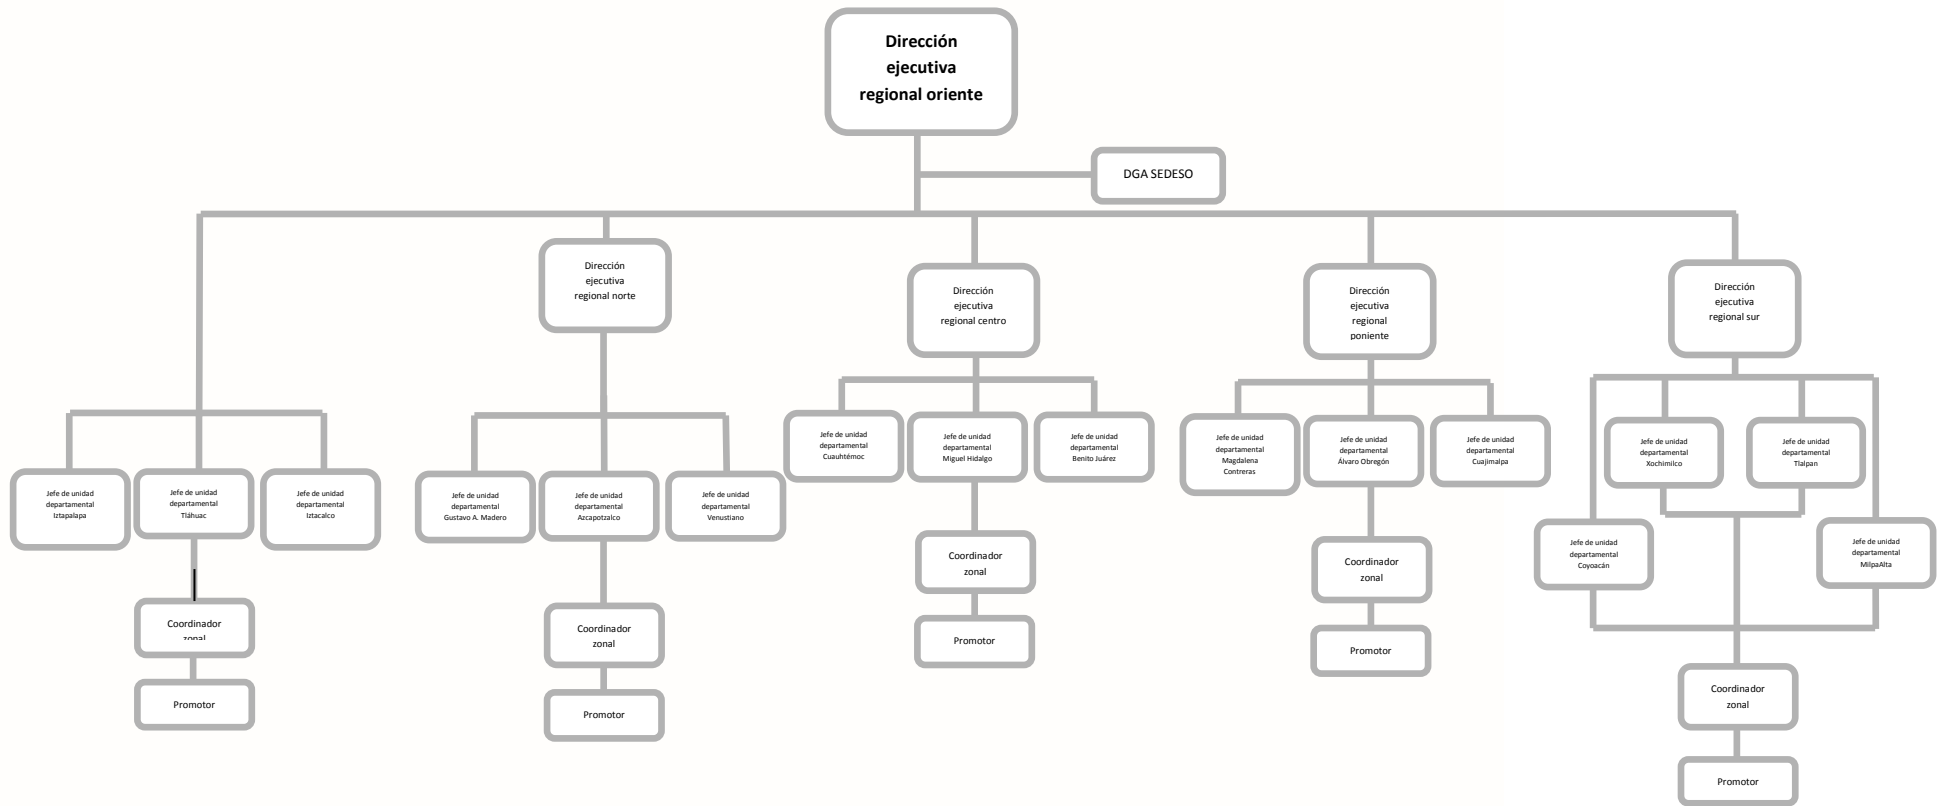 Dirección
ejecutiva
regional oriente
DGA SEDESO
Dirección
ejecutiva
regional norte
Dirección
ejecutiva
regional centro
Dirección
ejecutiva
regional
poniente
Dirección
ejecutiva
regional sur
Jefe de unidad
departamental
Iztapalapa
Jefe de unidad
departamental
Tláhuac
Jefe de unidad
departamental
Iztacalco
Coordinador
zonal
Promotor
Jefe de unidad
departamental
Gustavo A. Madero
Jefe de unidad
departamental
Azcapotzalco
Jefe de unidad
departamental
Venustiano
Coordinador
zonal
Promotor
Jefe de unidad
departamental
Cuauhtémoc
Jefe de unidad
departamental
Miguel Hidalgo
Jefe de unidad
departamental
Benito Juárez
Coordinador
zonal
Promotor
Jefe de unidad
departamental
Magdalena
Contreras
Jefe de unidad
departamental
Álvaro Obregón
Jefe de unidad
departamental
Cuajimalpa
Coordinador
zonal
Promotor
Jefe de unidad
departamental
Xochimilco
Jefe de unidad
departamental
Tlalpan
Jefe de unidad
departamental
Coyoacán
Jefe de unidad
departamental
MilpaAlta
Coordinador
zonal
Promotor